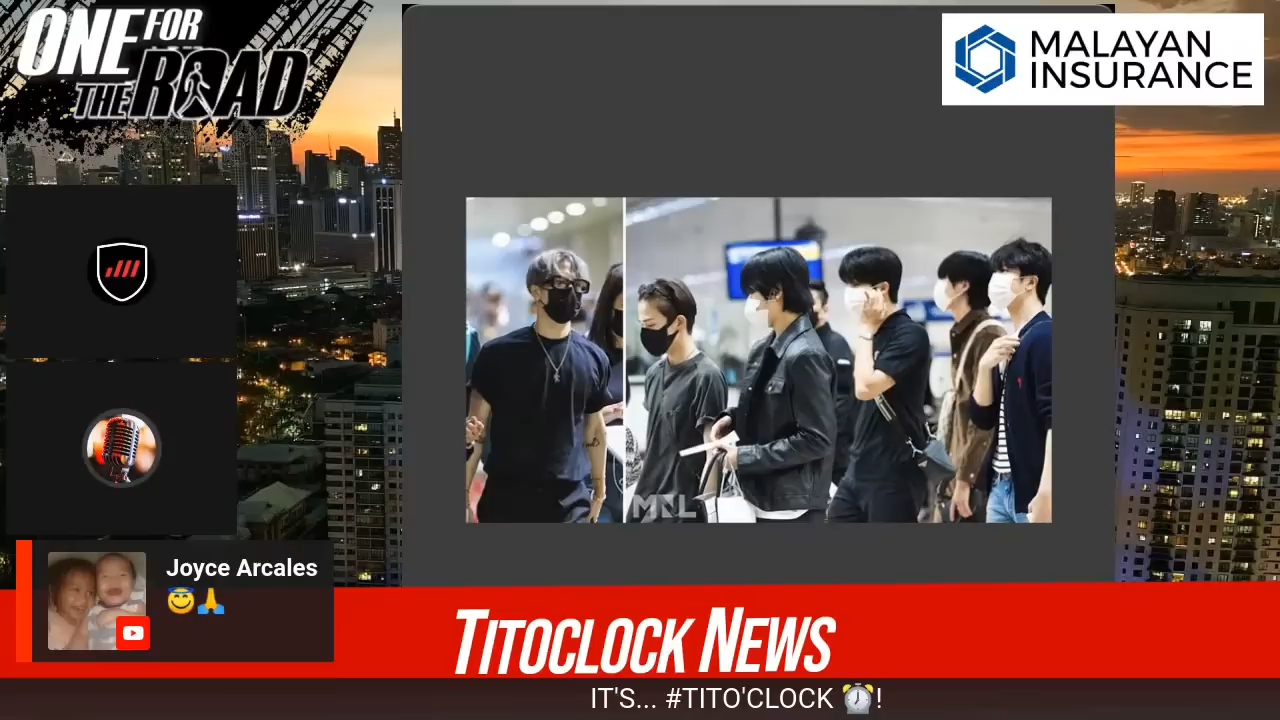 ONE FOR
THE ROAD
MALAYAN
INSURANCE
MNL
Joyce Arcales
😇🙏
TITOCLOCK NEWS
IT'S... #TITO'CLOCK ⏰!